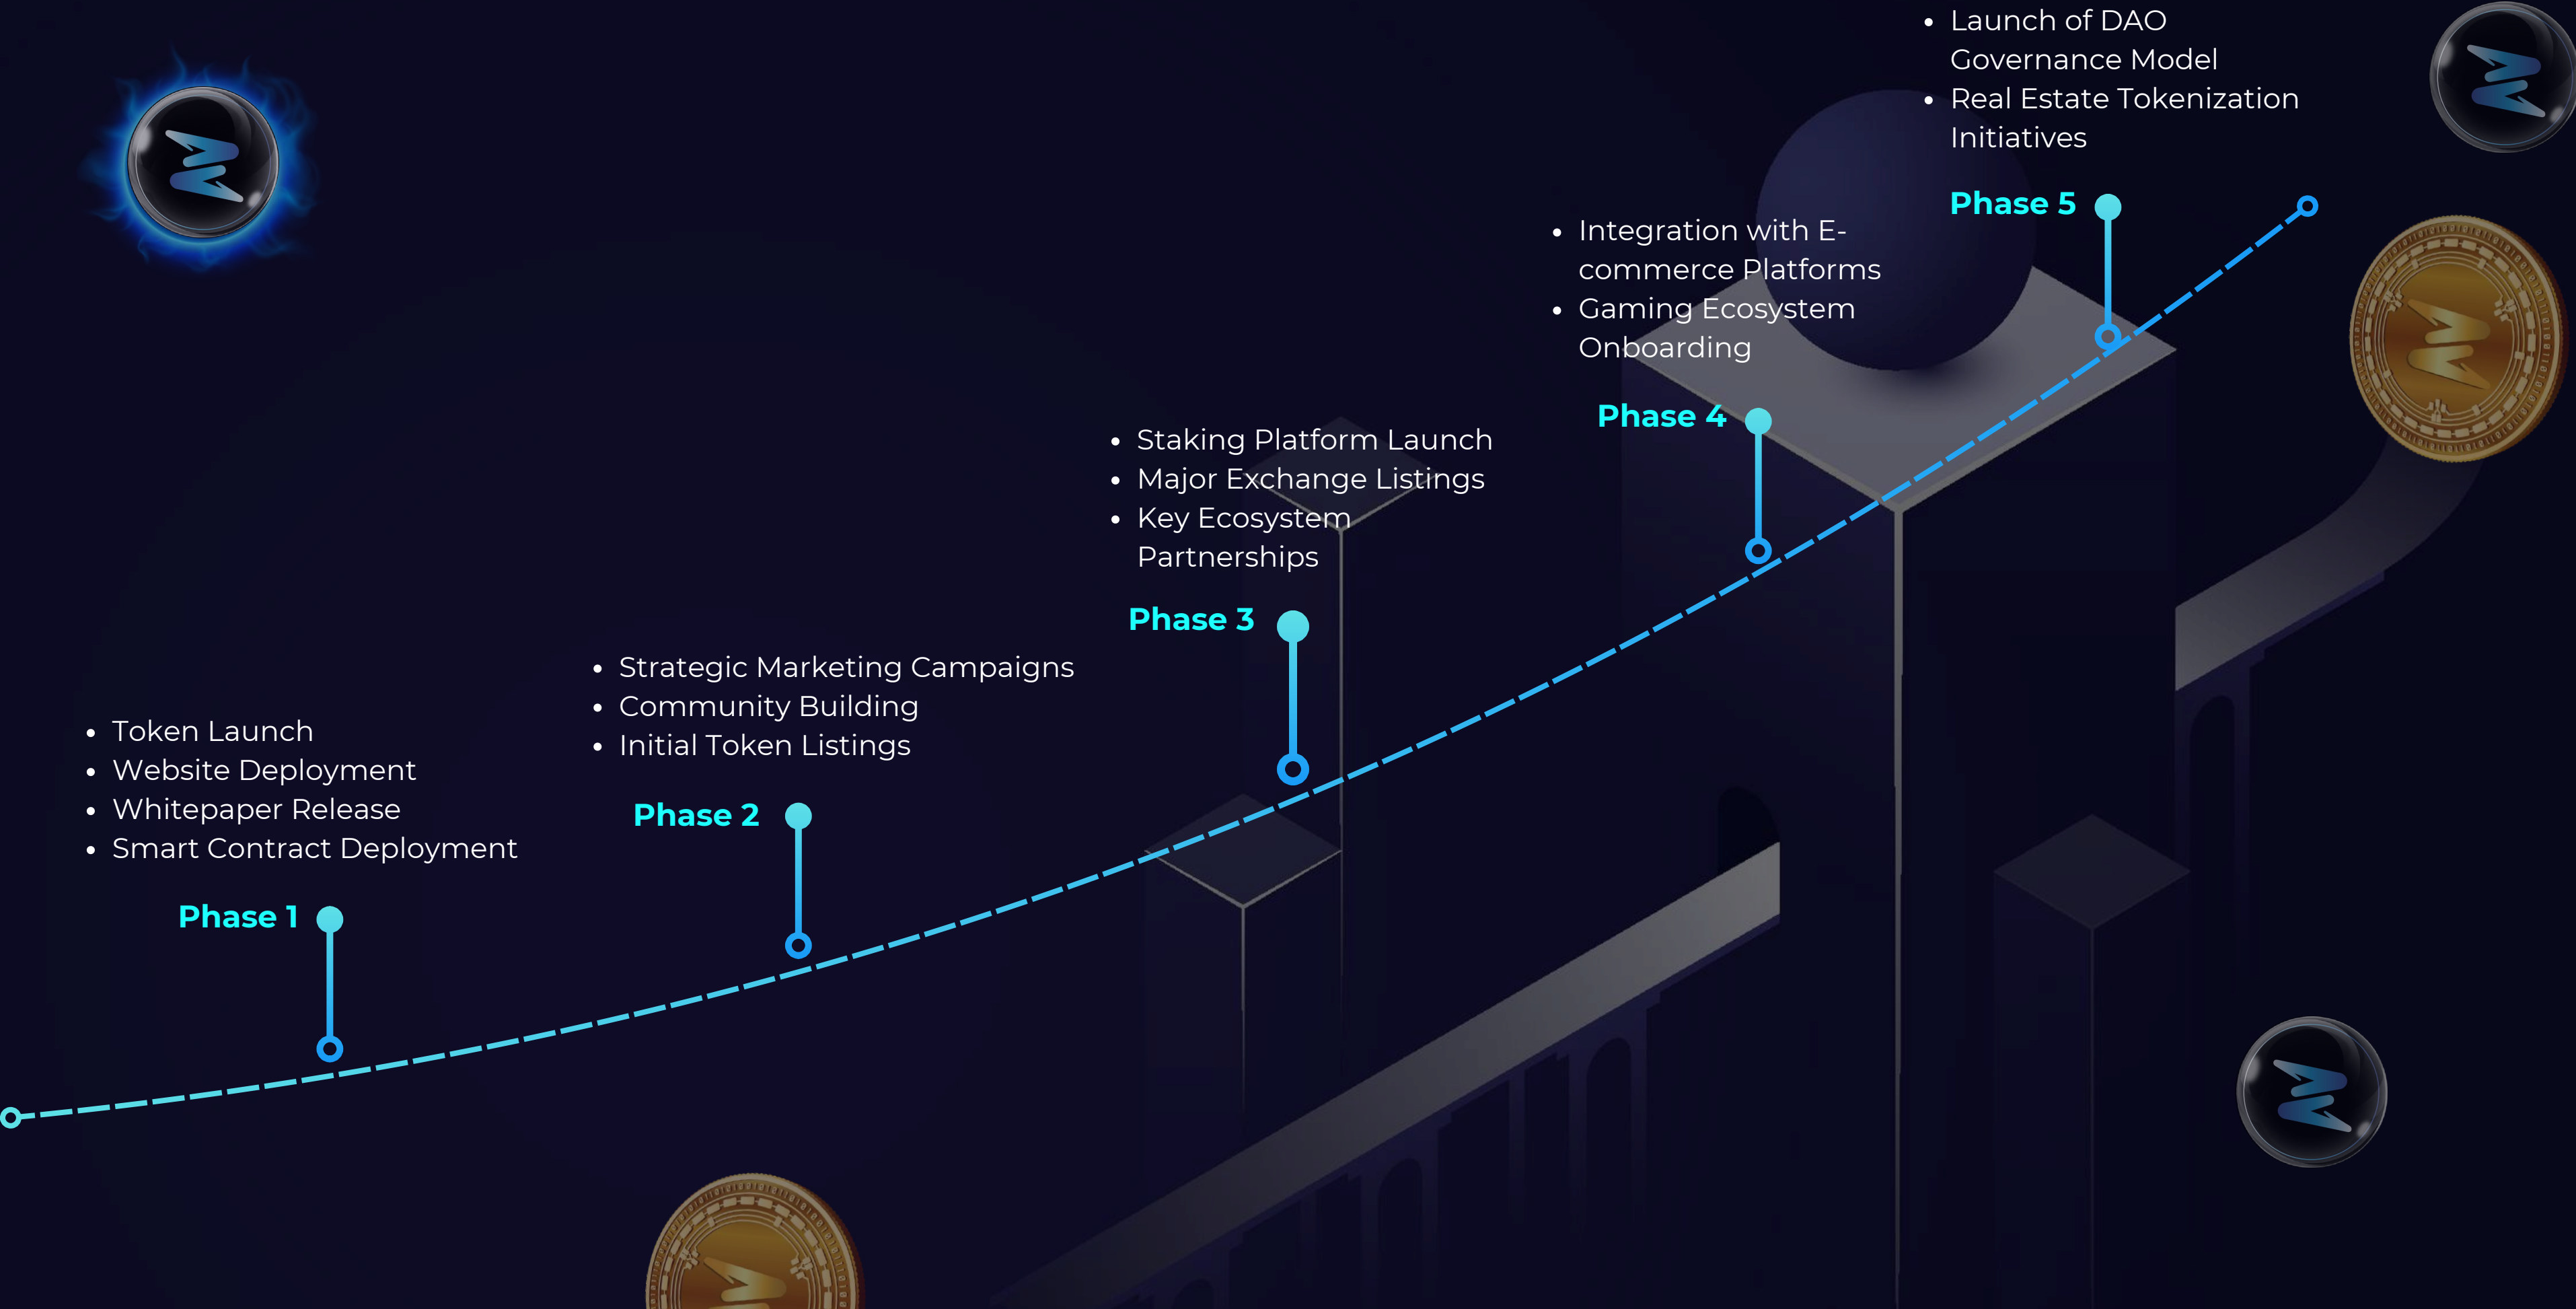 • Token Launch
• Website Deployment
• Whitepaper Release
• Smart Contract Deployment
Phase 1
• Strategic Marketing Campaigns
• Community Building
• Initial Token Listings
Phase 2
• Staking Platform Launch
• Major Exchange Listings
• Key Ecosystem
Partnerships
Phase 3
• Integration with E-
commerce Platforms
• Gaming Ecosystem
Onboarding
Phase 4
• Launch of DAO
Governance Model
• Real Estate Tokenization
Initiatives
Phase 5